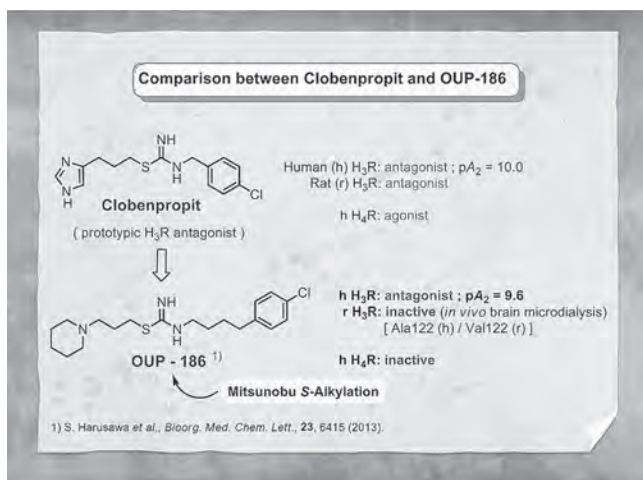 Comparison between Clobenpropit and OUP-186
NH
N
N
H
S
N
H
Cl
Clobenpropit
( prototypic H₃R antagonist )
Human (h) H₃R: antagonist ; pA₂ = 10.0
Rat (r) H₃R: antagonist
h H₄R: agonist
NH
N
S
N
H
Cl
OUP - 186 ¹⁾
h H₃R: antagonist ; pA₂ = 9.6
r H₃R: inactive (in vivo brain microdialysis)
[ Ala122 (h) / Val122 (r) ]
h H₄R: inactive
Mitsunobu S-Alkylation
1) S. Harusawa et al., Bioorg. Med. Chem. Lett., 23, 6415 (2013).